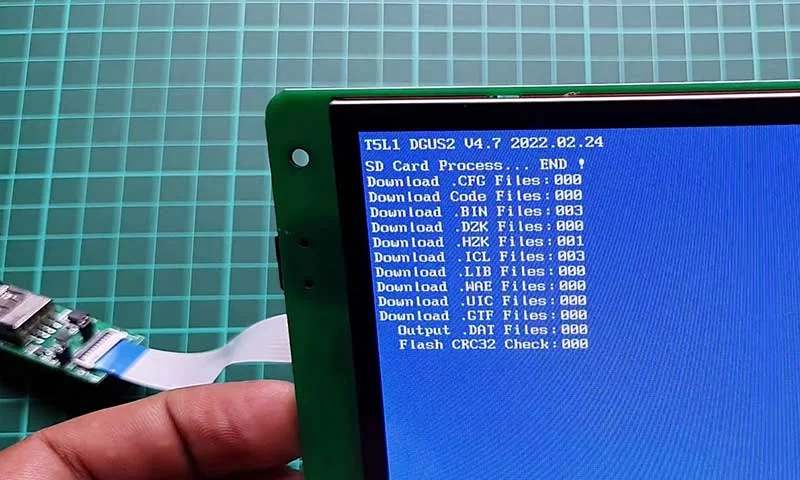 T5L1 DGUS2 V4.7 2022.02.24
SD Card Process... END !
Download .CFG Files:000
Download Code Files:000
Download .BIN Files:003
Download .DZK Files:000
Download .HZK Files:001
Download .ICL Files:003
Download .LIB Files:000
Download .WAE Files:000
Download .UIC Files:000
Download .GTF Files:000
Output .DAT Files:000
Flash CRC32 Check:000